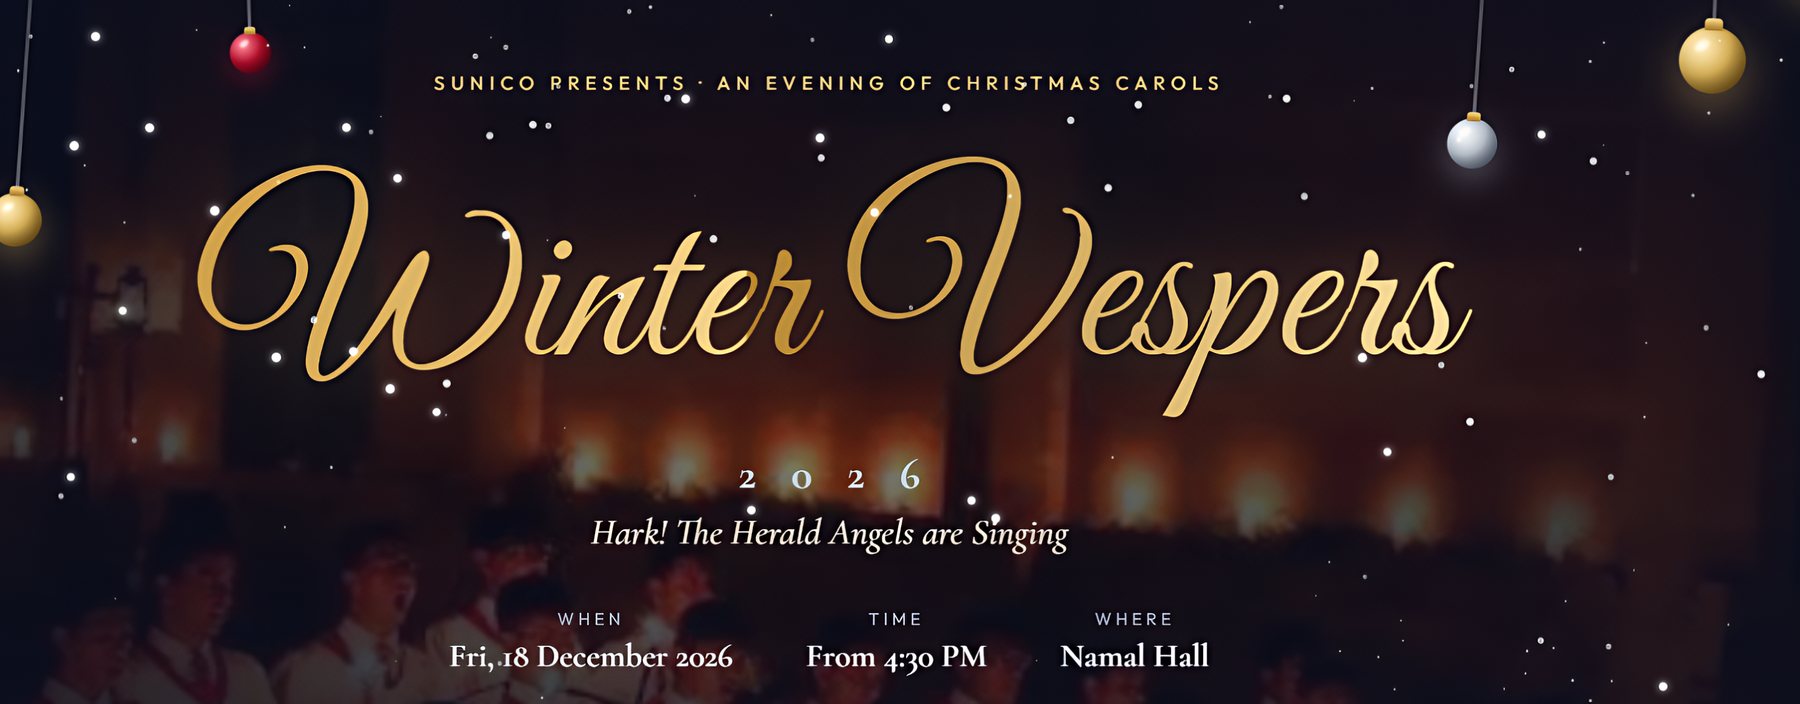 SUNICO PRESENTS · AN EVENING OF CHRISTMAS CAROLS
Winter Vespers
2026
Hark! The Herald Angels are Singing
WHEN TIME WHERE
Fri, 18 December 2026 From 4:30 PM Namal Hall